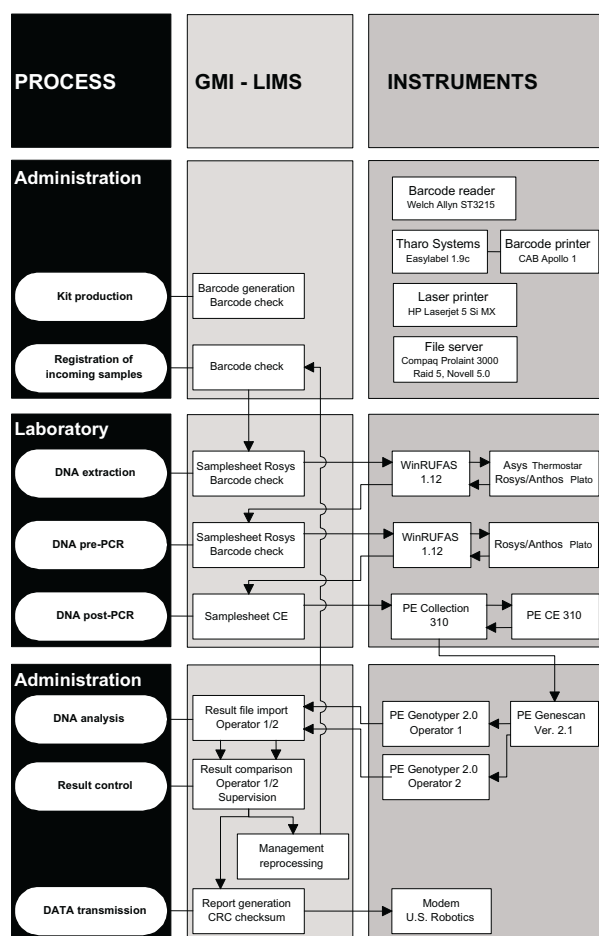 PROCESS
GMI - LIMS
INSTRUMENTS
Administration
Barcode reader
Welch Allyn ST3215
Tharo Systems
Easylabel 1.9c
Barcode printer
CAB Apollo 1
Kit production
Barcode generation
Barcode check
Laser printer
HP Laserjet 5 Si MX
Registration of
incoming samples
Barcode check
File server
Compaq Prolaint 3000
Raid 5, Novell 5.0
Laboratory
DNA extraction
Samplesheet Rosys
Barcode check
WinRUFAS
1.12
Asys Thermostar
Rosys/Anthos Plato
DNA pre-PCR
Samplesheet Rosys
Barcode check
WinRUFAS
1.12
Rosys/Anthos Plato
DNA post-PCR
Samplesheet CE
PE Collection
310
PE CE 310
Administration
DNA analysis
Result file import
Operator 1/2
PE Genotyper 2.0
Operator 1
PE Genescan
Ver. 2.1
Result control
Result comparison
Operator 1/2
Supervision
PE Genotyper 2.0
Operator 2
Management
reprocessing
DATA transmission
Report generation
CRC checksum
Modem
U.S. Robotics